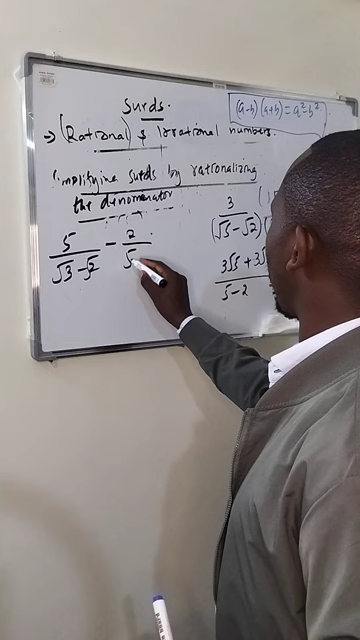 Surds.
(a-b)(a+b) = a²-b²
→ (Rational) & Irrational numbers.
Simplifying surds by rationalizing
the denominator
5/(√3-√2) - 2/√5
3/(√5-√2)
3√5 + 3√
5-2